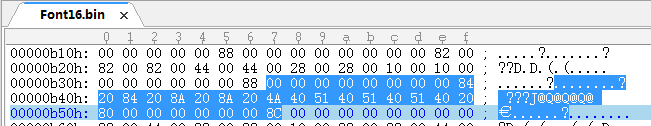 Font16.bin ×
0 1 2 3 4 5 6 7 8 9 a b c d e f
00000b10h: 00 00 00 00 00 88 00 00 00 00 00 00 00 00 82 00 ; .....?.......?
00000b20h: 82 00 82 00 44 00 44 00 28 00 28 00 10 00 10 00 ; ??D.D.(.(.....
00000b30h: 00 00 00 00 00 00 88 00 00 00 00 00 00 00 00 84 ; ......?........?
00000b40h: 20 84 20 8A 20 8A 20 4A 40 51 40 51 40 51 40 20 ; ???J@Q@Q@Q@
00000b50h: 80 00 00 00 00 00 00 8C 00 00 00 00 00 00 00 00 ; €......?........